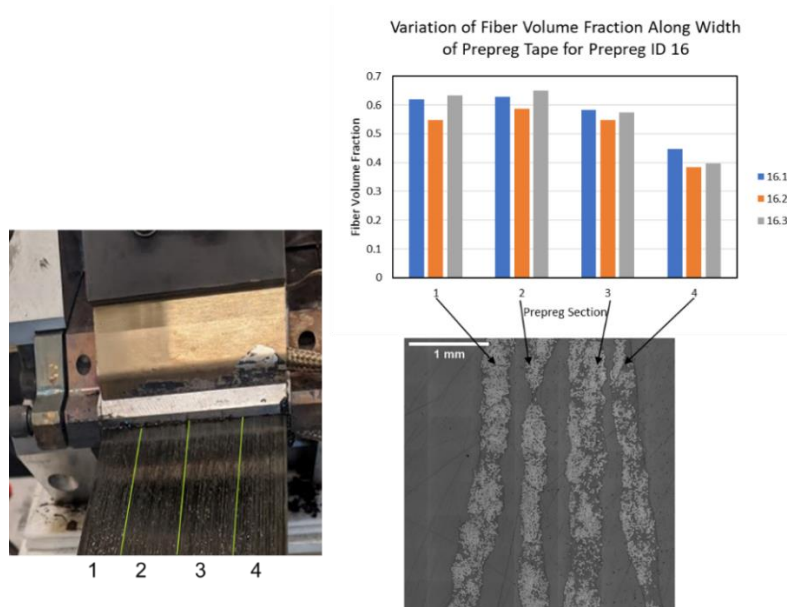 Variation of Fiber Volume Fraction Along Width
of Prepreg Tape for Prepreg ID 16
0.7
0.6
0.5
0.4
0.3
0.2
0.1
0
Fiber Volume Fraction
16.1
16.2
16.3
1 2 3 4
Prepreg Section
1 mm
1 2 3 4